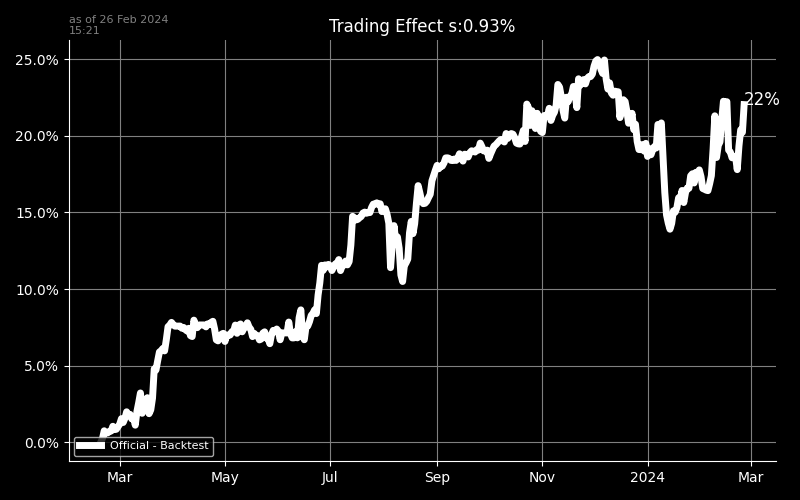 as of 26 Feb 2024
15:21
Trading Effect s:0.93%
25.0%
20.0%
15.0%
10.0%
5.0%
0.0%
22%
Official - Backtest
Mar May Jul Sep Nov 2024 Mar